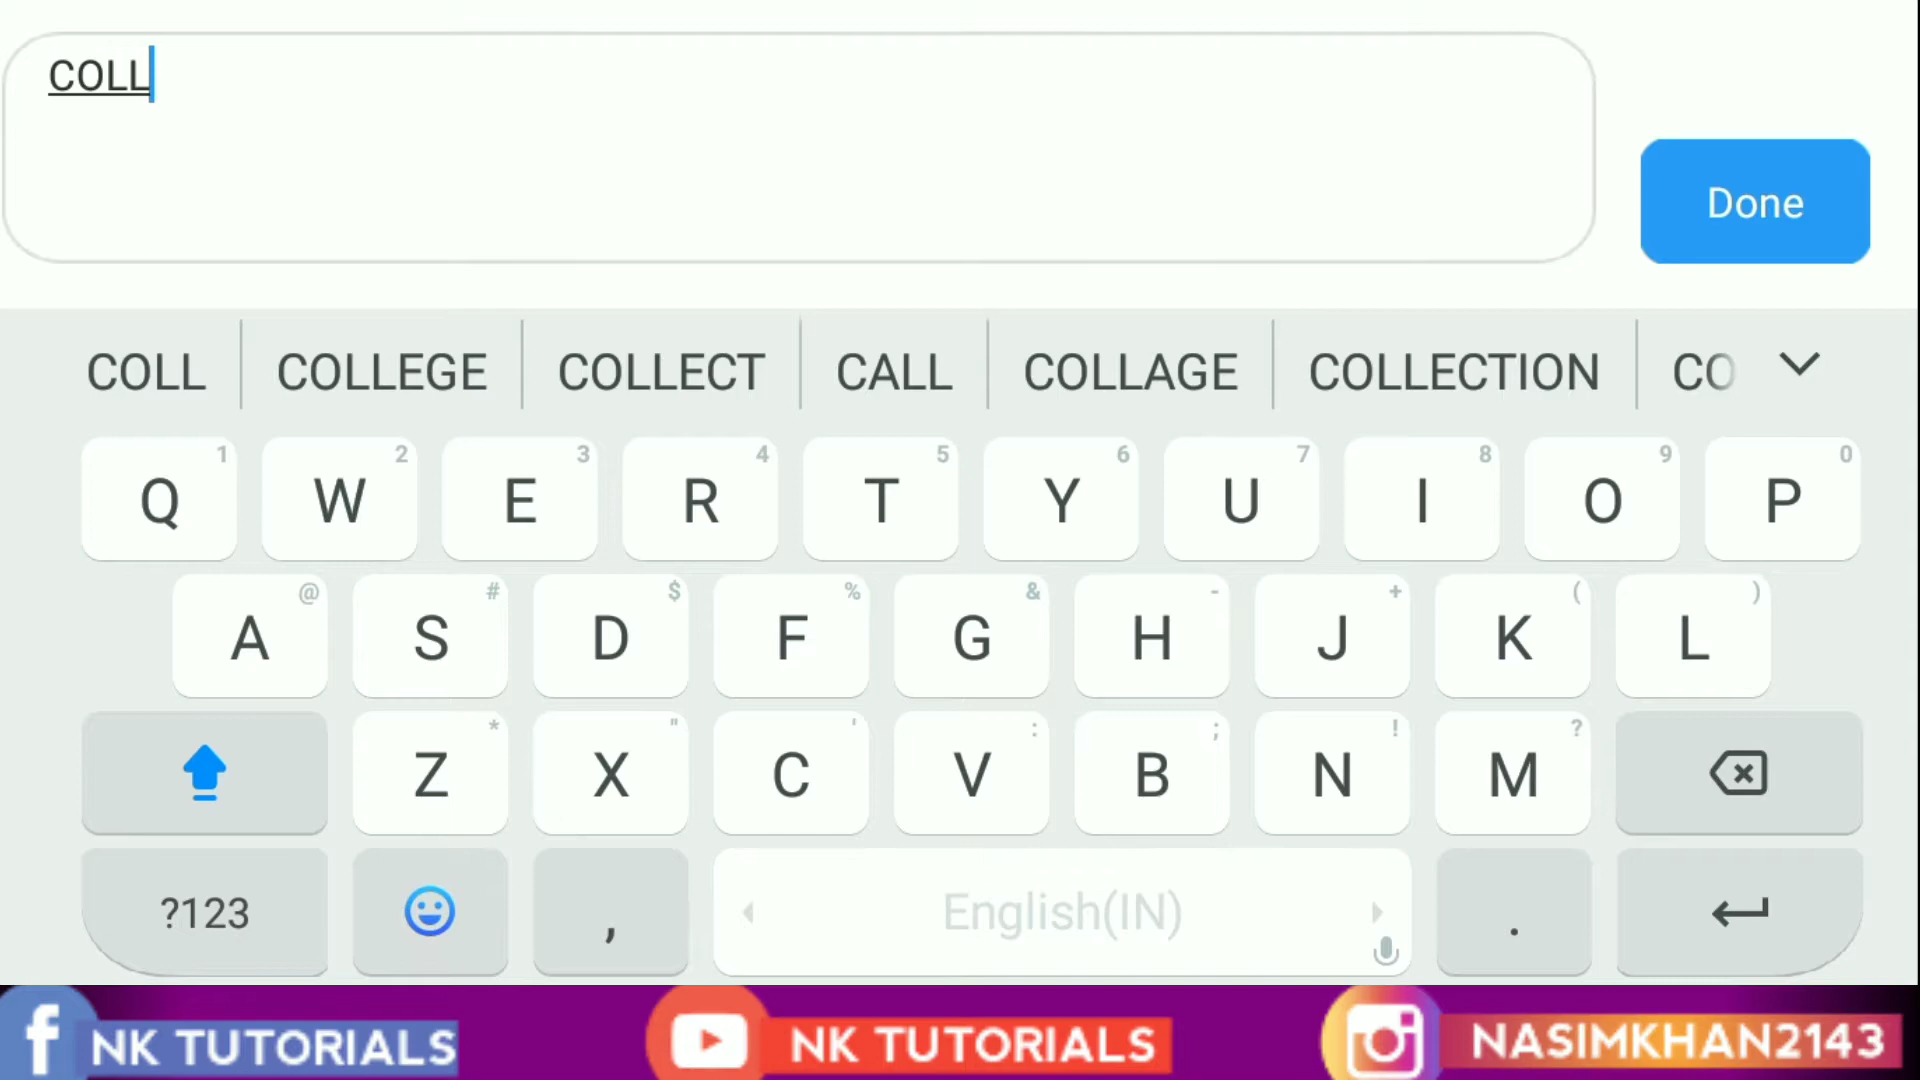 COLL
Done
COLL COLLEGE COLLECT CALL COLLAGE COLLECTION CO
1 2 3 4 5 6 7 8 9 0
Q W E R T Y U I O P
@ # $ % & - + ( )
A S D F G H J K L
* " ' : ; ! ?
Z X C V B N M
?123 , English(IN) .
f NK TUTORIALS NK TUTORIALS NASIMKHAN2143